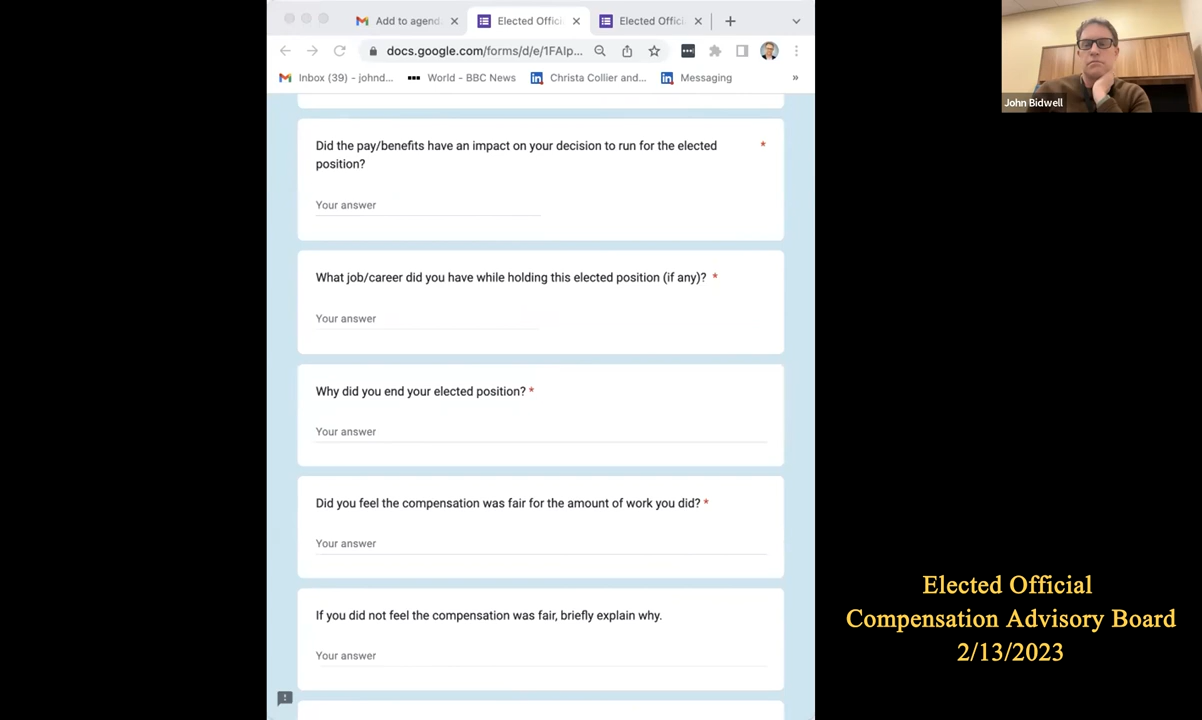 Add to agend
Elected Offici
Elected Offici
docs.google.com/forms/d/e/1FAIp...
Inbox (39) - johnd...
World - BBC News
Christa Collier and...
Messaging
»
Did the pay/benefits have an impact on your decision to run for the elected *
position?
Your answer
What job/career did you have while holding this elected position (if any)? *
Your answer
Why did you end your elected position? *
Your answer
Did you feel the compensation was fair for the amount of work you did? *
Your answer
If you did not feel the compensation was fair, briefly explain why.
Your answer
John Bidwell
Elected Official
Compensation Advisory Board
2/13/2023